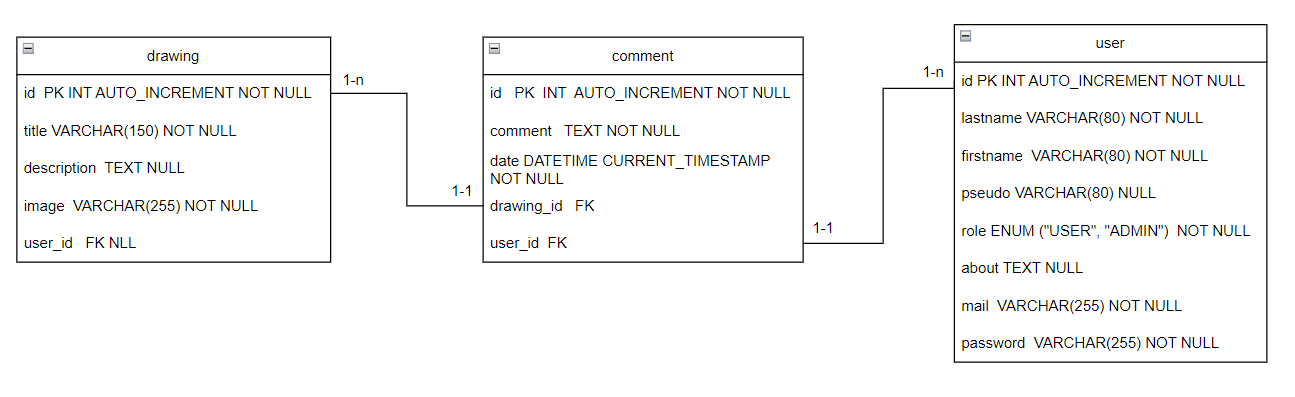 drawing
id PK INT AUTO_INCREMENT NOT NULL
title VARCHAR(150) NOT NULL
description TEXT NULL
image VARCHAR(255) NOT NULL
user_id FK NLL
1-n
1-1
comment
id PK INT AUTO_INCREMENT NOT NULL
comment TEXT NOT NULL
date DATETIME CURRENT_TIMESTAMP
NOT NULL
drawing_id FK
user_id FK
1-1
1-n
user
id PK INT AUTO_INCREMENT NOT NULL
lastname VARCHAR(80) NOT NULL
firstname VARCHAR(80) NOT NULL
pseudo VARCHAR(80) NULL
role ENUM ("USER", "ADMIN") NOT NULL
about TEXT NULL
mail VARCHAR(255) NOT NULL
password VARCHAR(255) NOT NULL